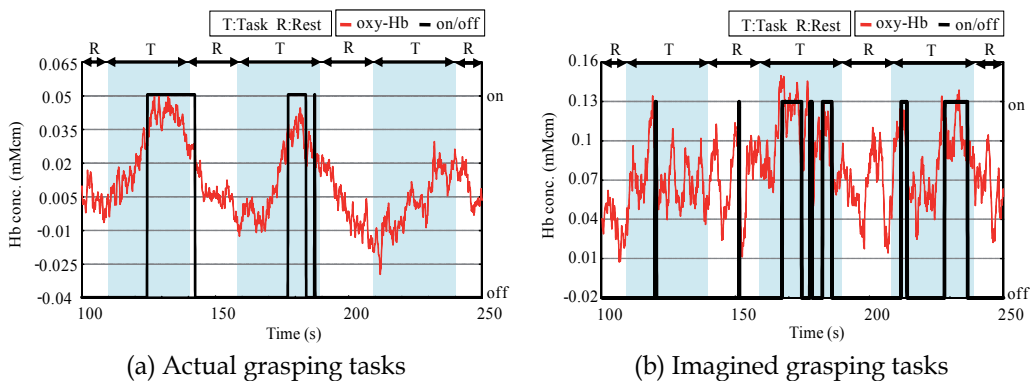 T:Task R:Rest oxy-Hb on/off
R T R T R T R
0.065
0.05
0.035
0.02
0.005
-0.01
-0.025
-0.04
Hb conc. (mMcm)
on
off
100 150 200 250
Time (s)
(a) Actual grasping tasks
T:Task R:Rest oxy-Hb on/off
R T R T R T R
0.16
0.13
0.1
0.07
0.04
0.01
-0.02
Hb conc. (mMcm)
on
off
100 150 200 250
Time (s)
(b) Imagined grasping tasks